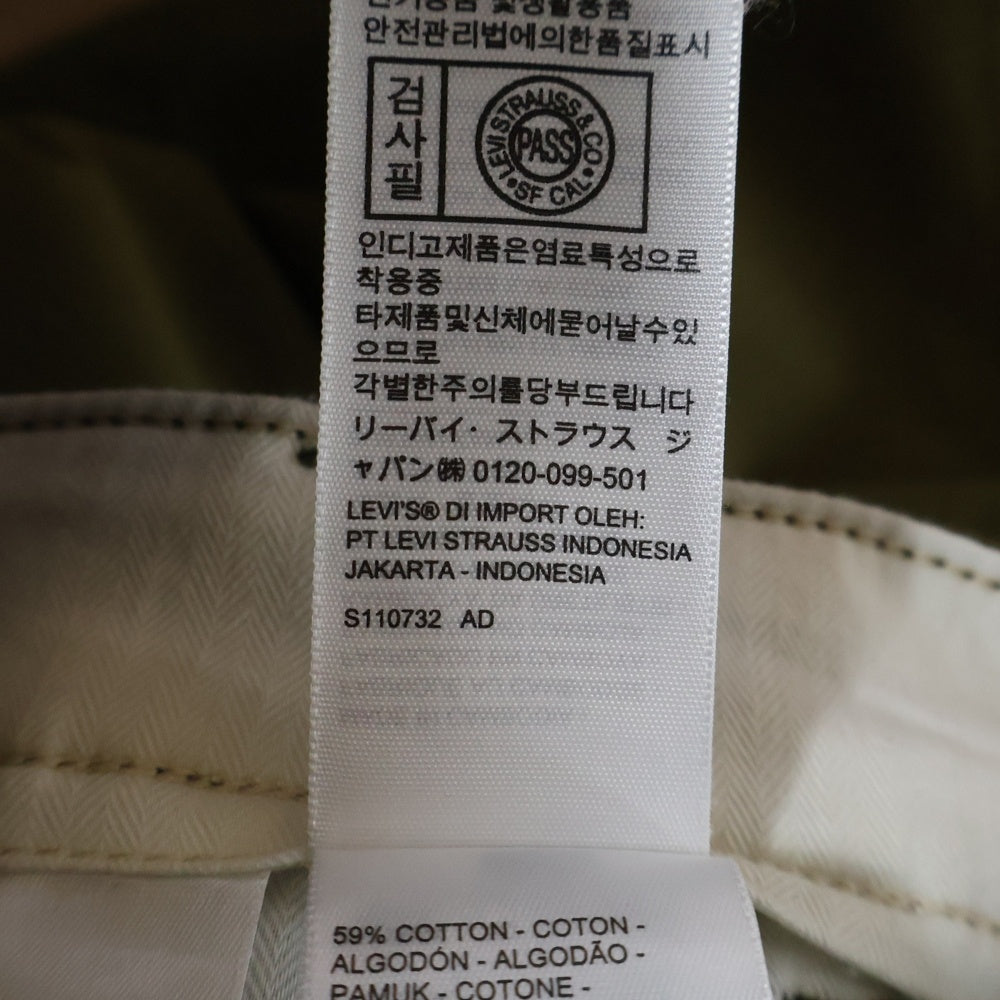 안전관리법에의한품질표시
검
사
필
LEVI STRAUSS & CO
PASS
SF CAL
인디고제품은염료특성으로
착용중
타제품및신체에묻어날수있
으므로
각별한주의를당부드립니다
リーバイ・ストラウス ジ
ャパン㈱ 0120-099-501
LEVI'S® DI IMPORT OLEH:
PT LEVI STRAUSS INDONESIA
JAKARTA - INDONESIA
S110732 AD
59% COTTON - COTON -
ALGODÓN - ALGODÃO -
PAMUK - COTONE -